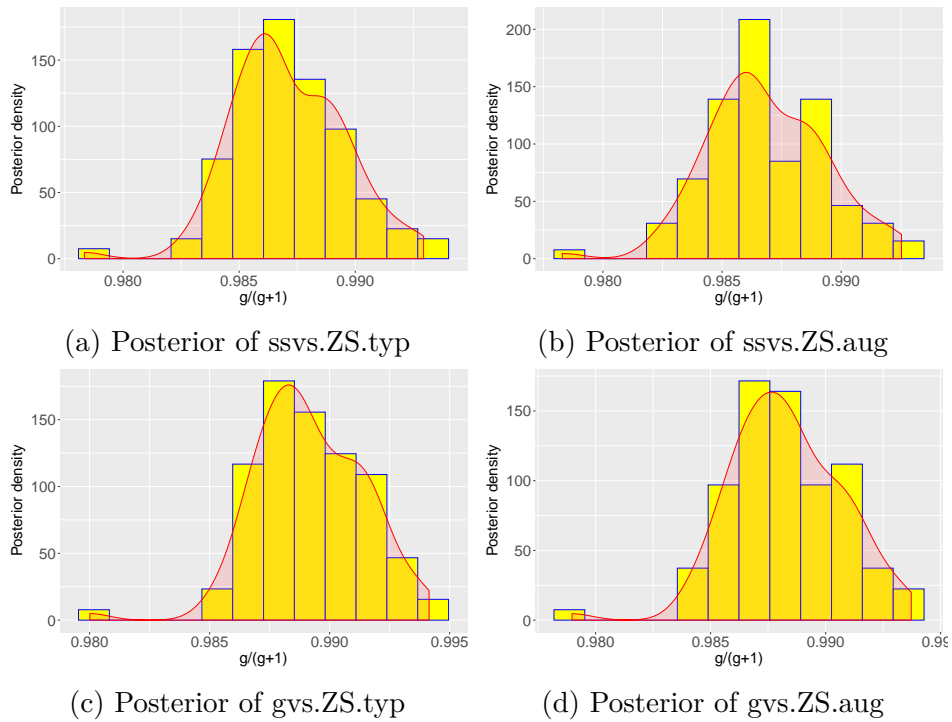 Posterior density
150
100
50
0
0.980
0.985
0.990
g/(g+1)
(a) Posterior of ssvs.ZS.typ
Posterior density
200
150
100
50
0
0.980
0.985
0.990
g/(g+1)
(b) Posterior of ssvs.ZS.aug
Posterior density
150
100
50
0
0.980
0.985
0.990
0.995
g/(g+1)
(c) Posterior of gvs.ZS.typ
Posterior density
150
100
50
0
0.980
0.985
0.990
g/(g+1)
(d) Posterior of gvs.ZS.aug